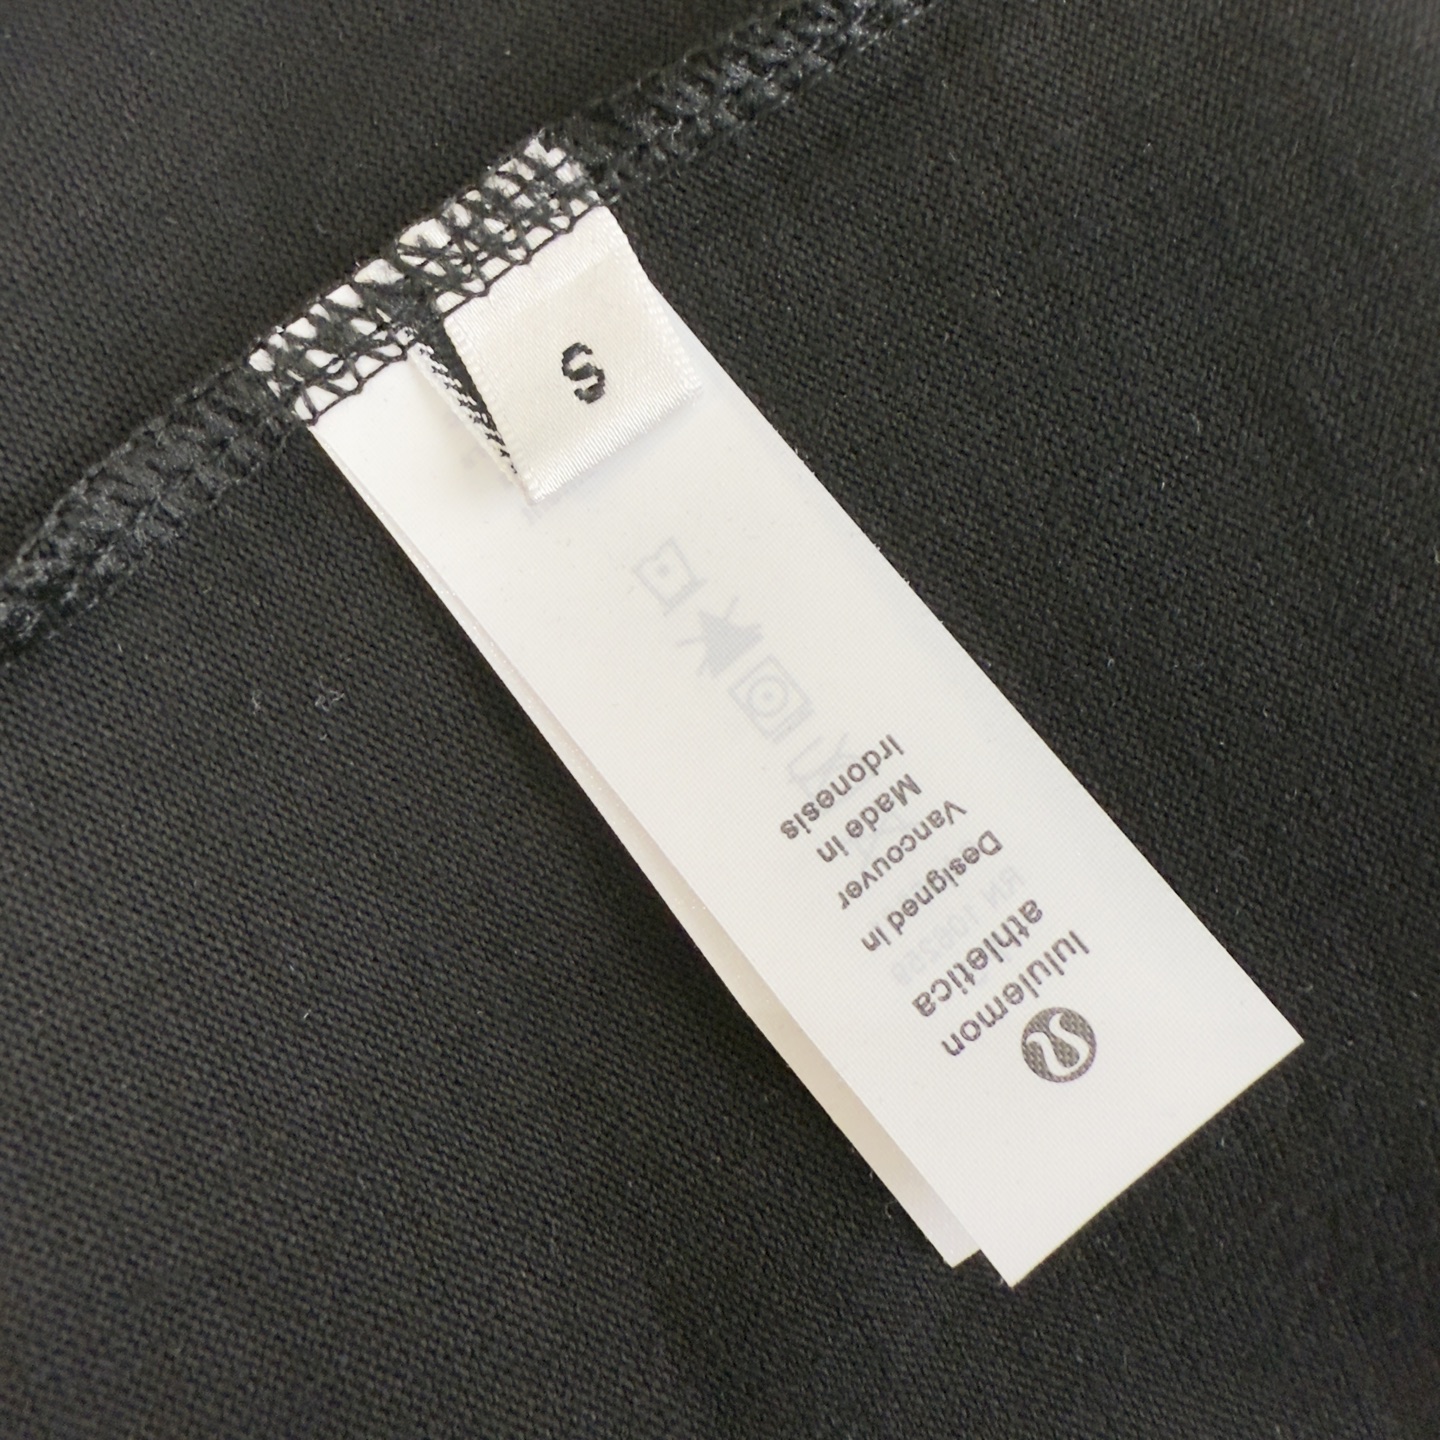 S
lululemon
athletica
Designed in
Vancouver
Made in
Irdonesis